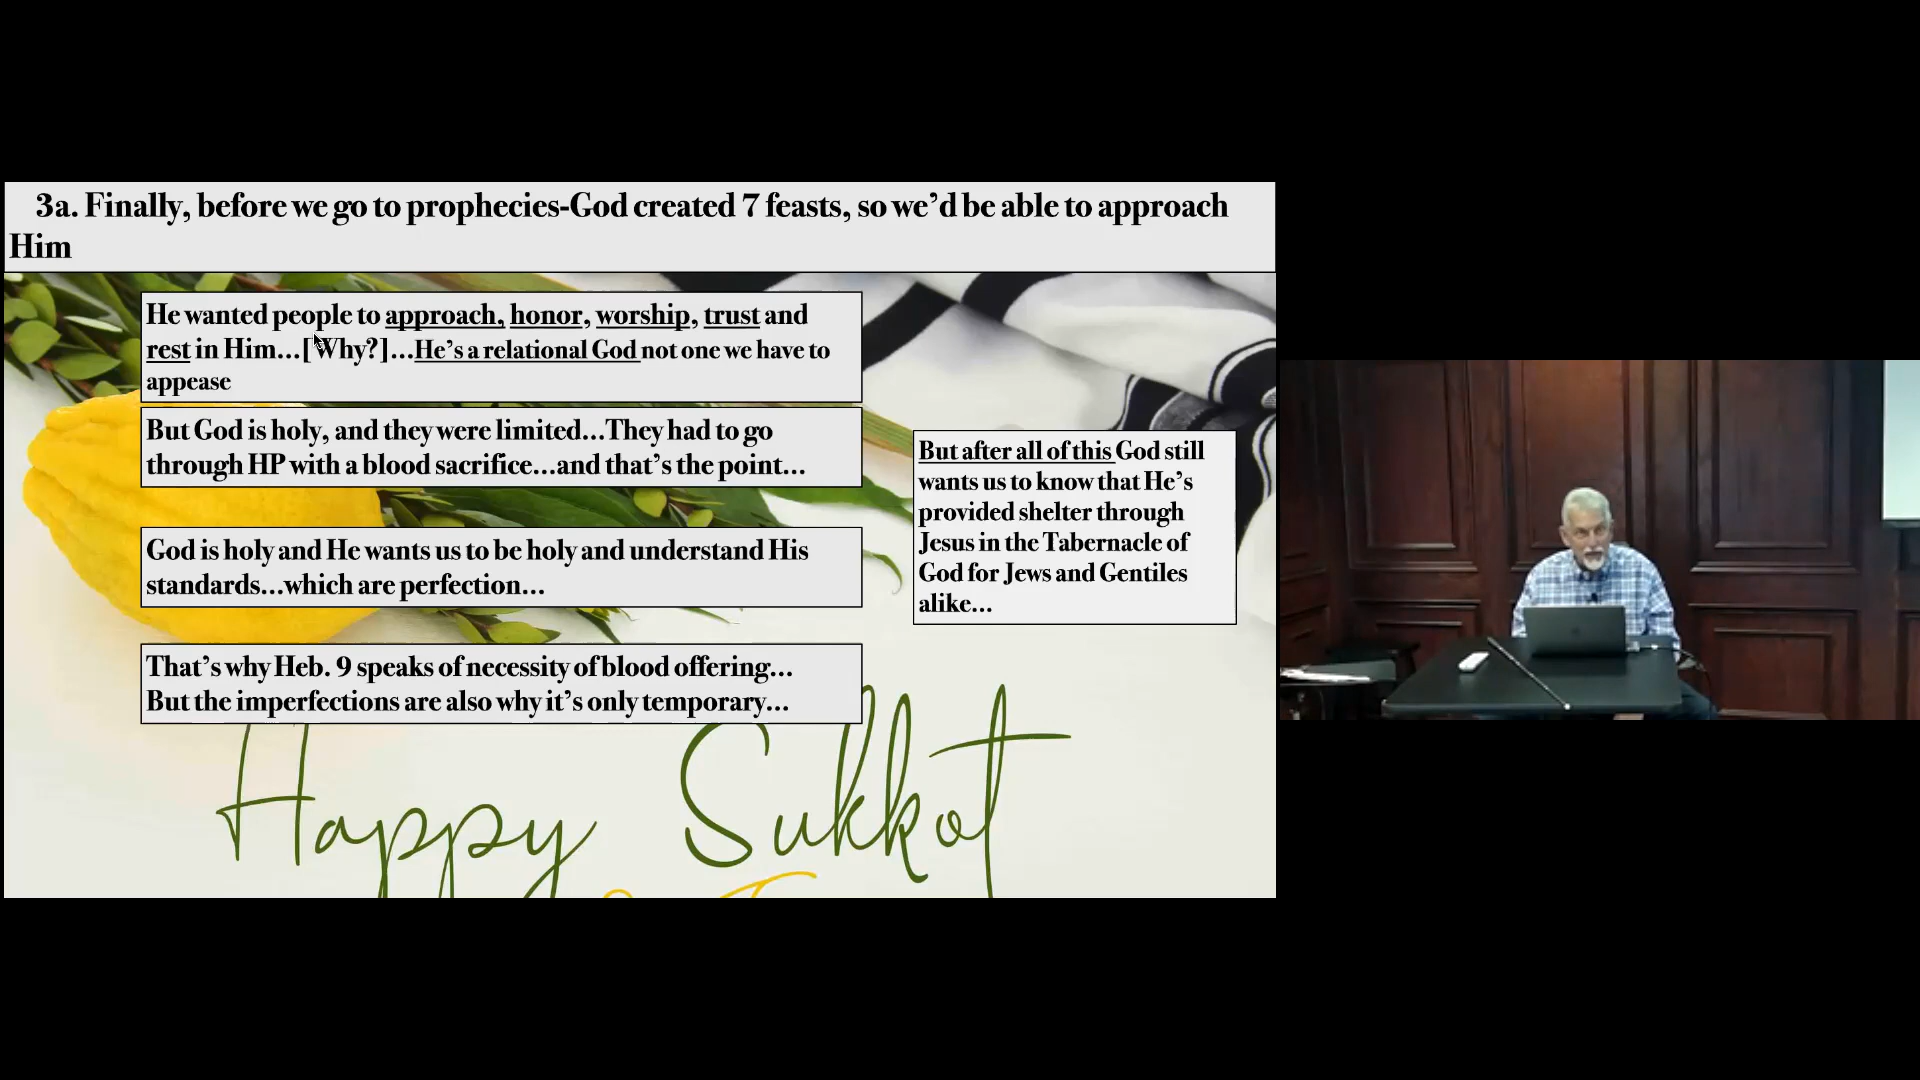 3a. Finally, before we go to prophecies-God created 7 feasts, so we’d be able to approach
Him
He wanted people to approach, honor, worship, trust and
rest in Him…[Why?]…He’s a relational God not one we have to
appease
But God is holy, and they were limited…They had to go
through HP with a blood sacrifice…and that’s the point…
God is holy and He wants us to be holy and understand His
standards…which are perfection…
That’s why Heb. 9 speaks of necessity of blood offering…
But the imperfections are also why it’s only temporary…
But after all of this God still
wants us to know that He’s
provided shelter through
Jesus in the Tabernacle of
God for Jews and Gentiles
alike…
Happy Sukkot